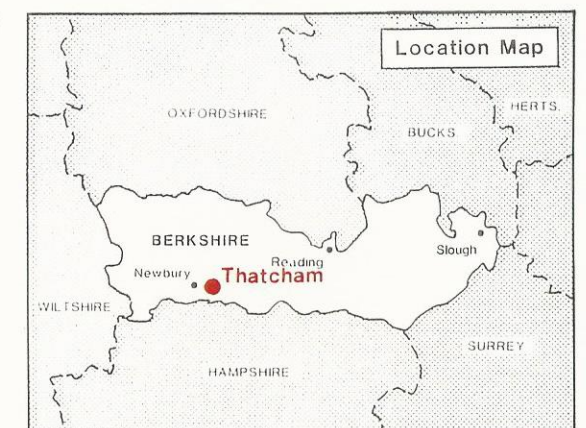 Location Map
OXFORDSHIRE
HERTS.
BUCKS
BERKSHIRE
Slough
Reading
Newbury
Thatcham
WILTSHIRE
SURREY
HAMPSHIRE